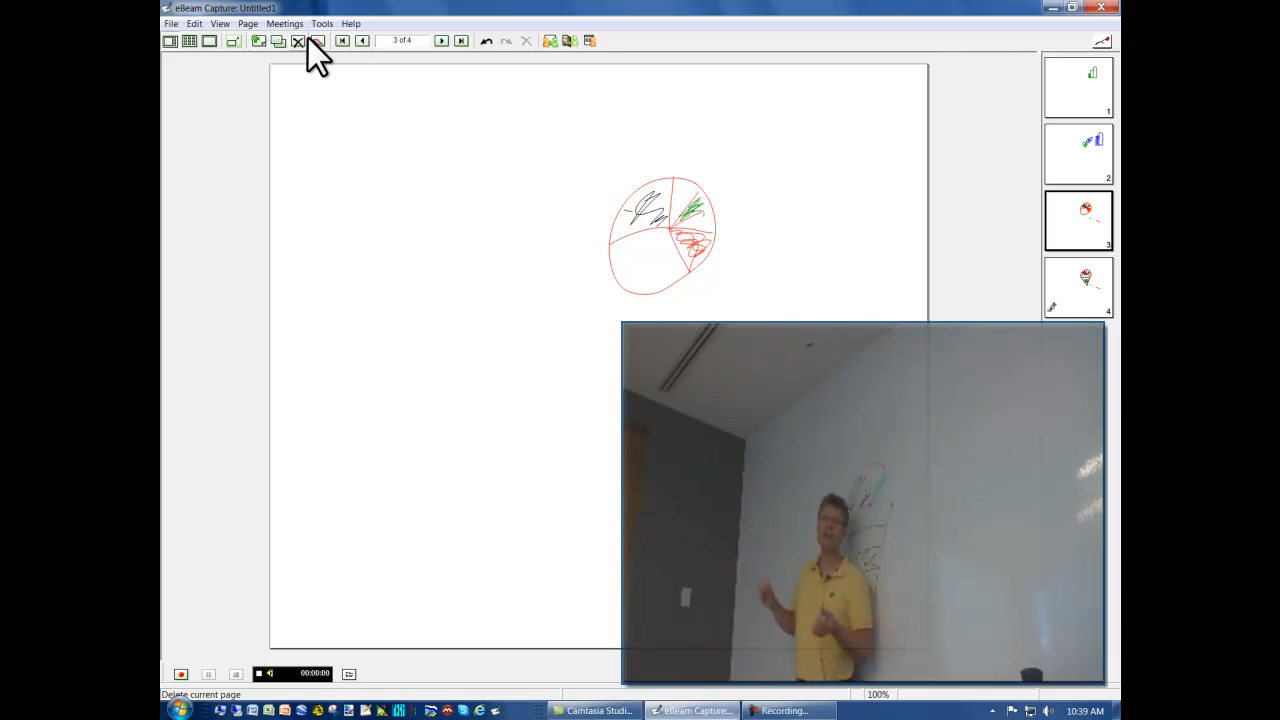 eBeam Capture: Untitled1
File Edit View Page Meetings Tools Help
3 of 4
1
2
3
4
00:00:00
Delete current page
100%
Camtasia Studi...
eBeam Capture:...
Recording...
10:39 AM